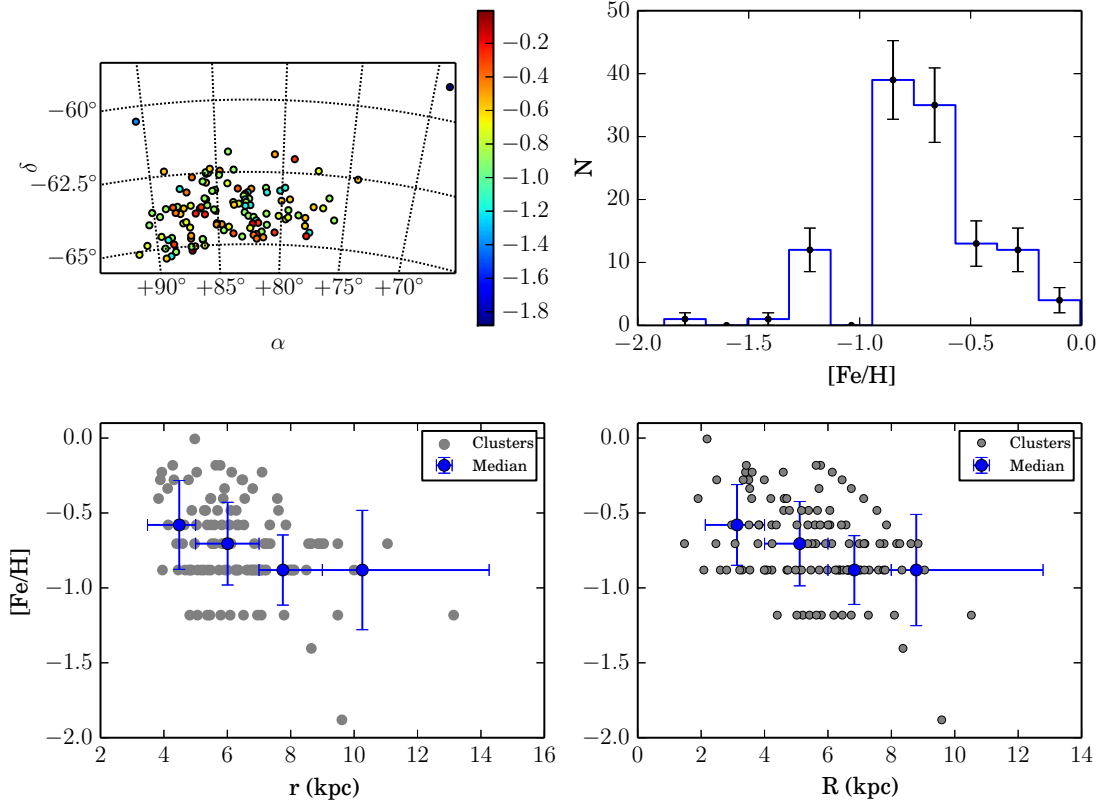 −60°
−62.5°
−65°
δ
+90° +85° +80° +75° +70°
α
−0.2
−0.4
−0.6
−0.8
−1.0
−1.2
−1.4
−1.6
−1.8
50
40
30
20
10
0
N
−2.0 −1.5 −1.0 −0.5 0.0
[Fe/H]
0.0
−0.5
−1.0
−1.5
−2.0
[Fe/H]
Clusters
Median
2 4 6 8 10 12 14 16
r (kpc)
0.0
−0.5
−1.0
−1.5
−2.0
Clusters
Median
0 2 4 6 8 10 12 14
R (kpc)